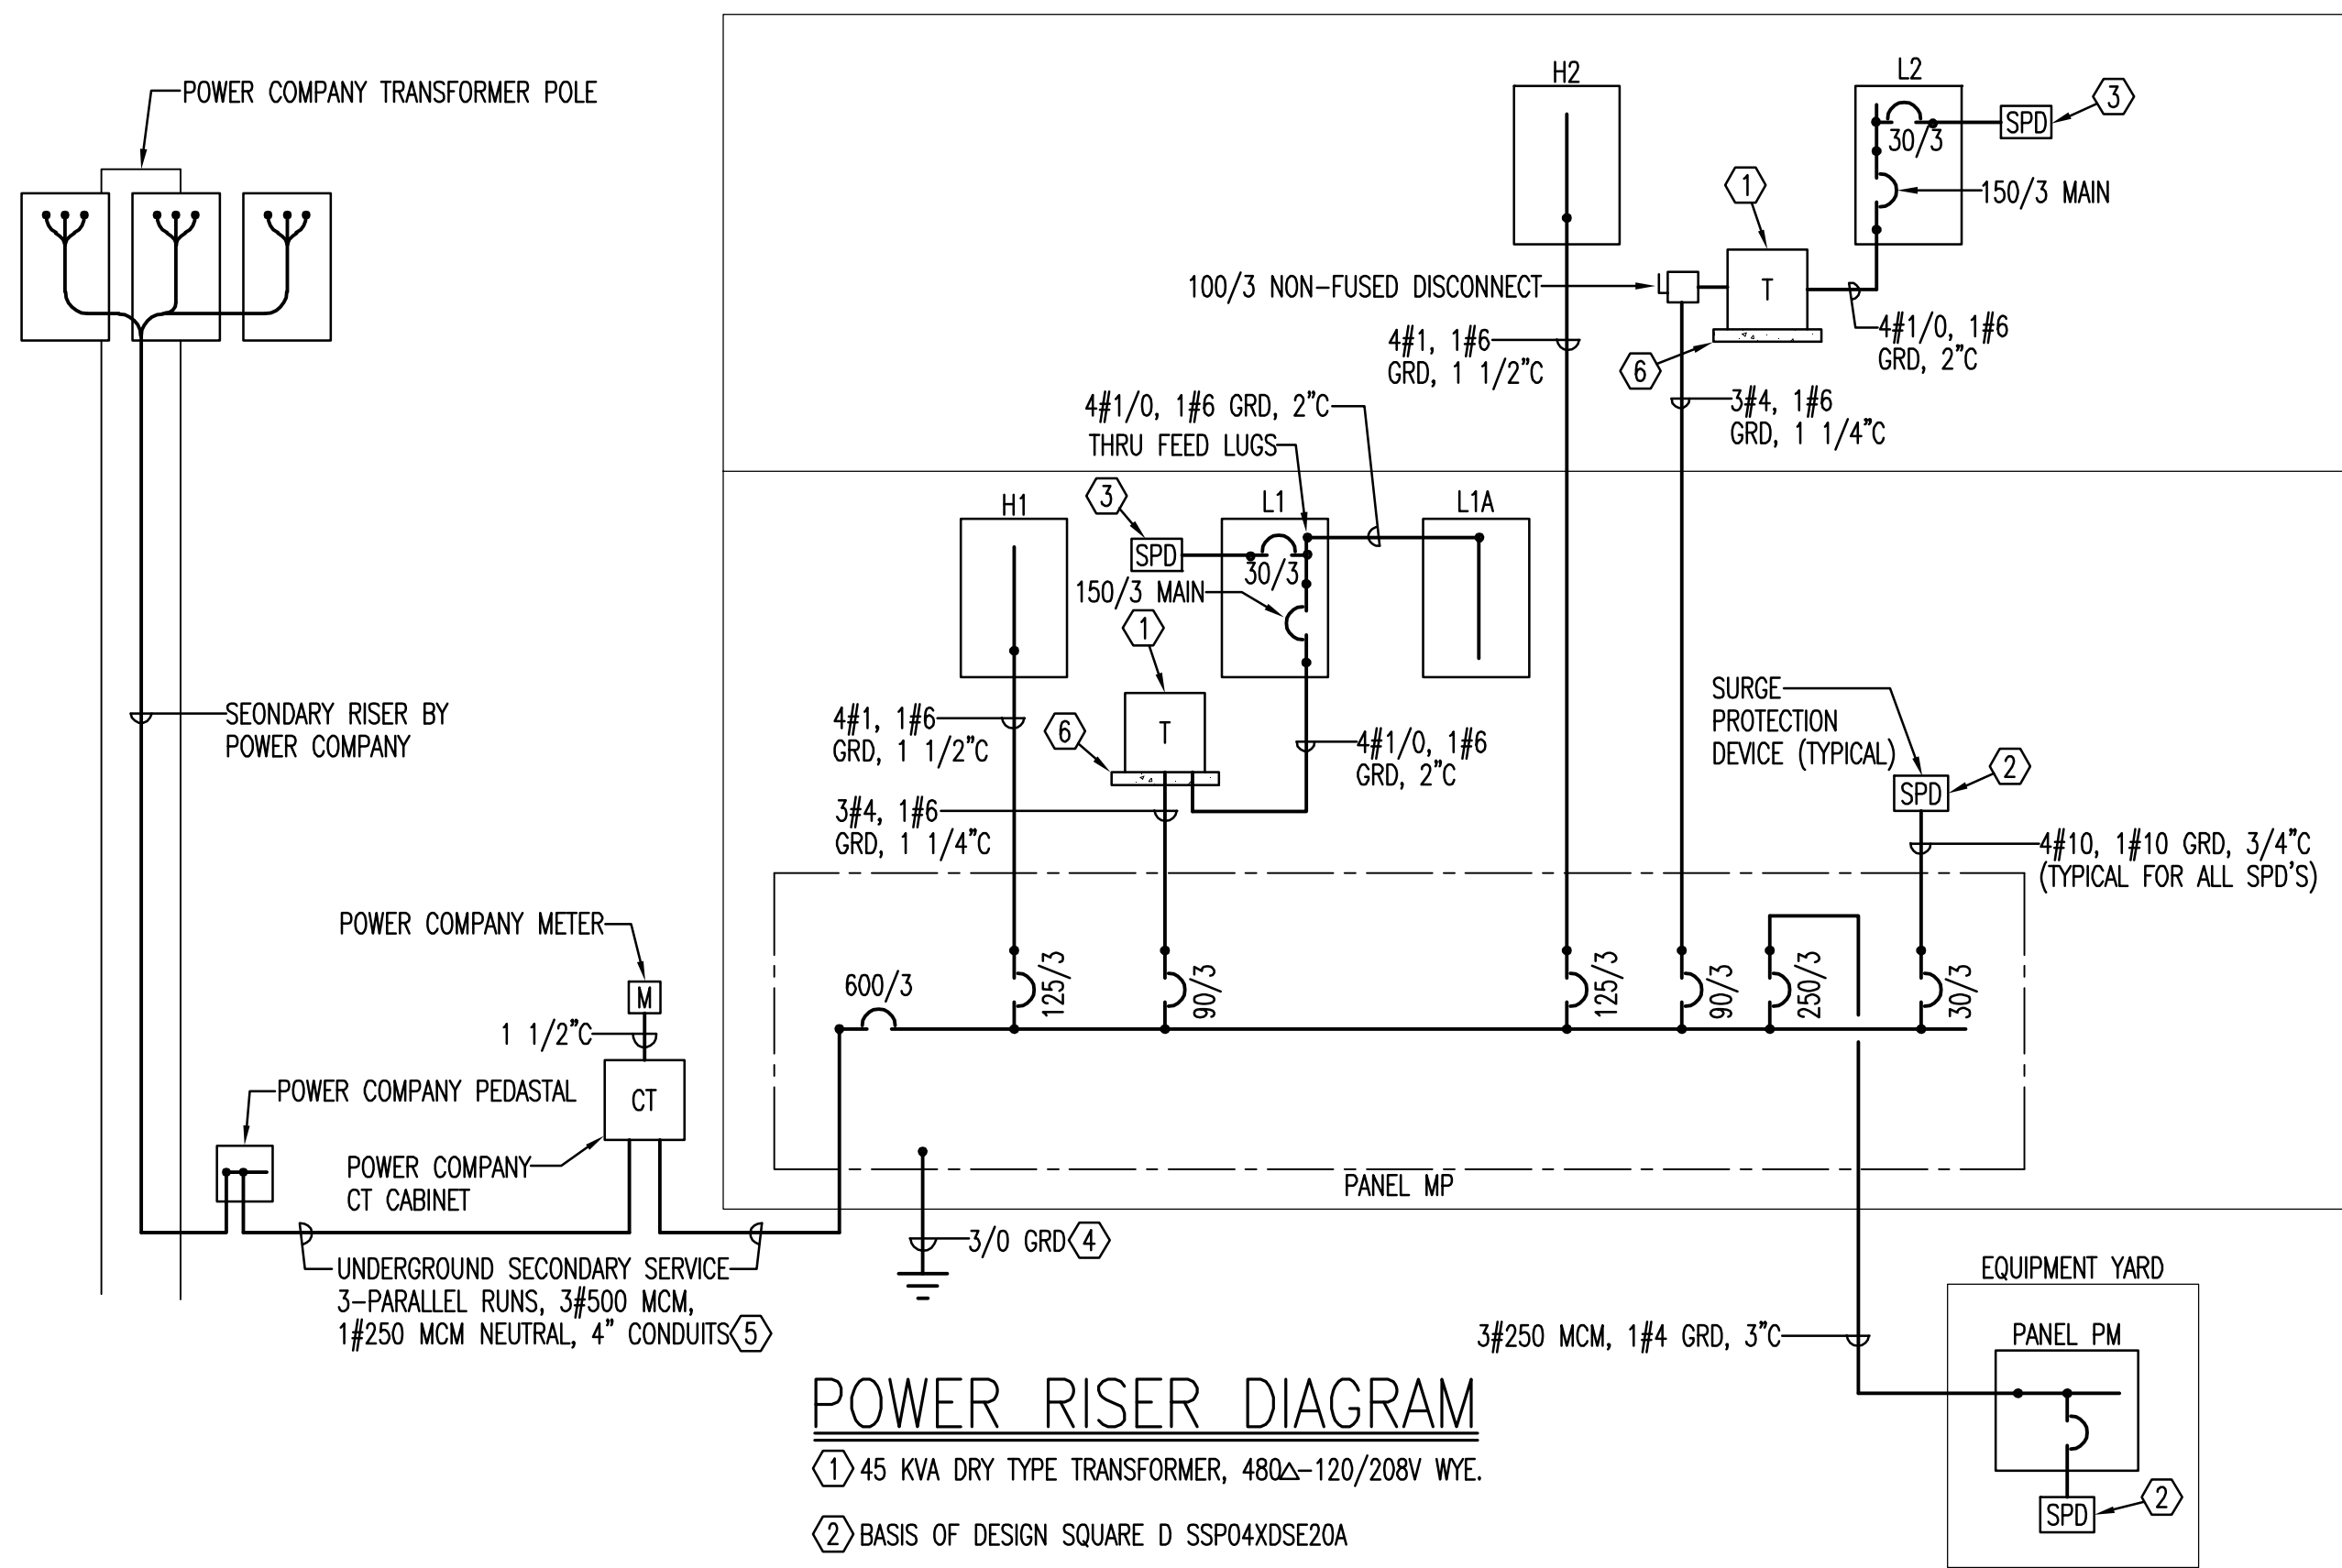 POWER COMPANY TRANSFORMER POLE
H2
L2
3
SPD
30/3
1
150/3 MAIN
100/3 NON-FUSED DISCONNECT
T
4#1, 1#6
GRD, 1 1/2"C
4#1/0, 1#6
GRD, 2"C
6
3#4, 1#6
GRD, 1 1/4"C
4#1/0, 1#6 GRD, 2"C
THRU FEED LUGS
H1
3
L1
L1A
SPD
30/3
150/3 MAIN
1
T
6
4#1, 1#6
GRD, 1 1/2"C
4#1/0, 1#6
GRD, 2"C
3#4, 1#6
GRD, 1 1/4"C
SEONDARY RISER BY
POWER COMPANY
SURGE
PROTECTION
DEVICE (TYPICAL)
2
SPD
4#10, 1#10 GRD, 3/4"C
(TYPICAL FOR ALL SPD'S)
POWER COMPANY METER
M
1 1/2"C
CT
POWER COMPANY PEDASTAL
POWER COMPANY
CT CABINET
600/3
125/3
90/3
125/3
90/3
250/3
30/3
PANEL MP
3/0 GRD 4
UNDERGROUND SECONDARY SERVICE
3-PARALLEL RUNS, 3#500 MCM,
1#250 MCM NEUTRAL, 4" CONDUITS 5
EQUIPMENT YARD
PANEL PM
3#250 MCM, 1#4 GRD, 3"C
SPD
2
POWER RISER DIAGRAM
1 45 KVA DRY TYPE TRANSFORMER, 480△-120/208V WYE.
2 BASIS OF DESIGN SQUARE D SSP04XDSE20A